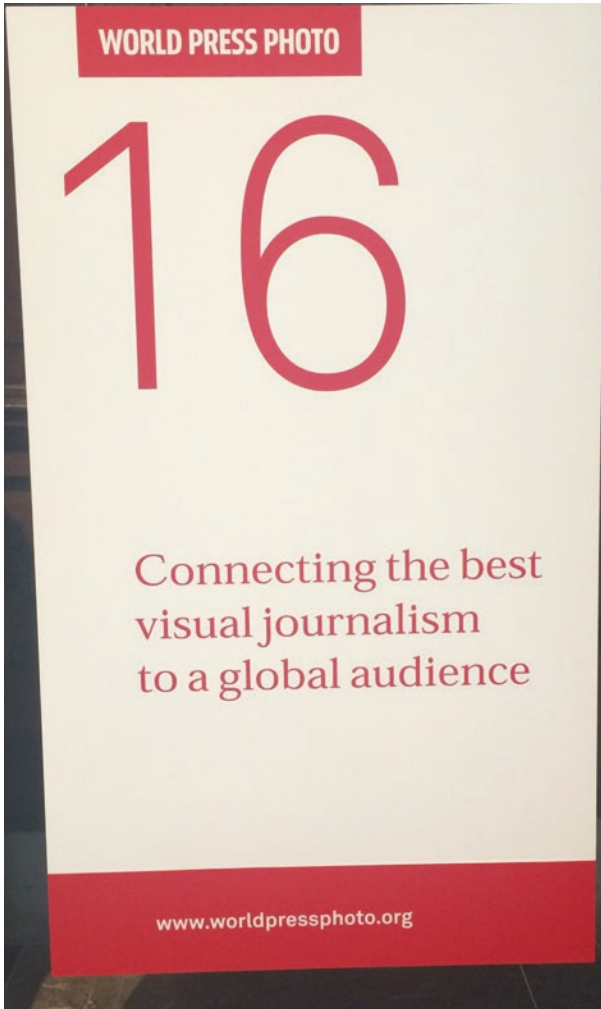 WORLD PRESS PHOTO
16
Connecting the best
visual journalism
to a global audience
www.worldpressphoto.org